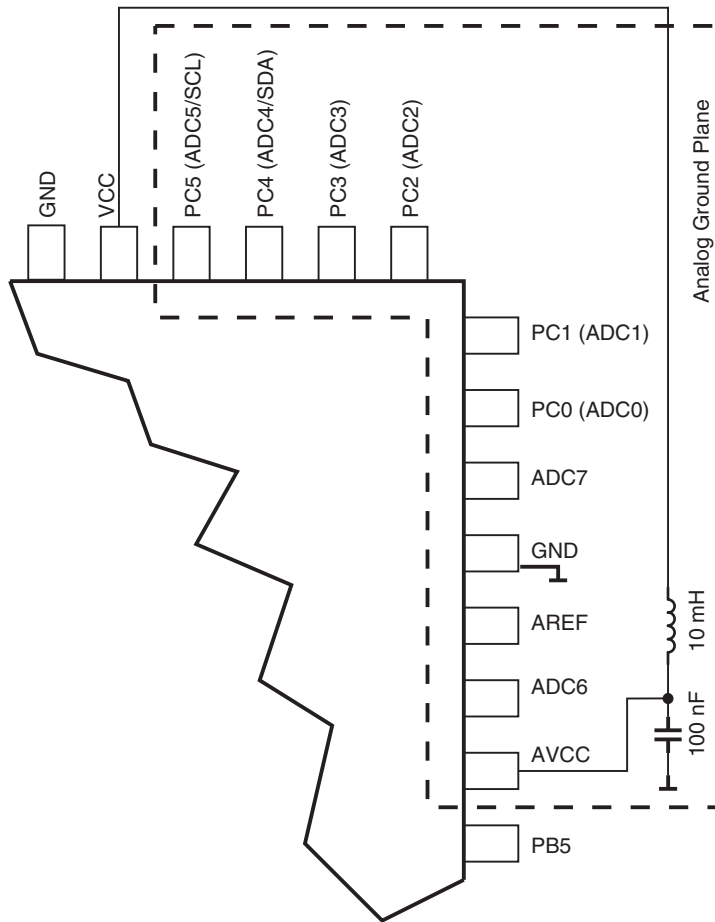 GND
VCC
PC5 (ADC5/SCL)
PC4 (ADC4/SDA)
PC3 (ADC3)
PC2 (ADC2)
Analog Ground Plane
PC1 (ADC1)
PC0 (ADC0)
ADC7
GND
AREF
10 mH
ADC6
100 nF
AVCC
PB5